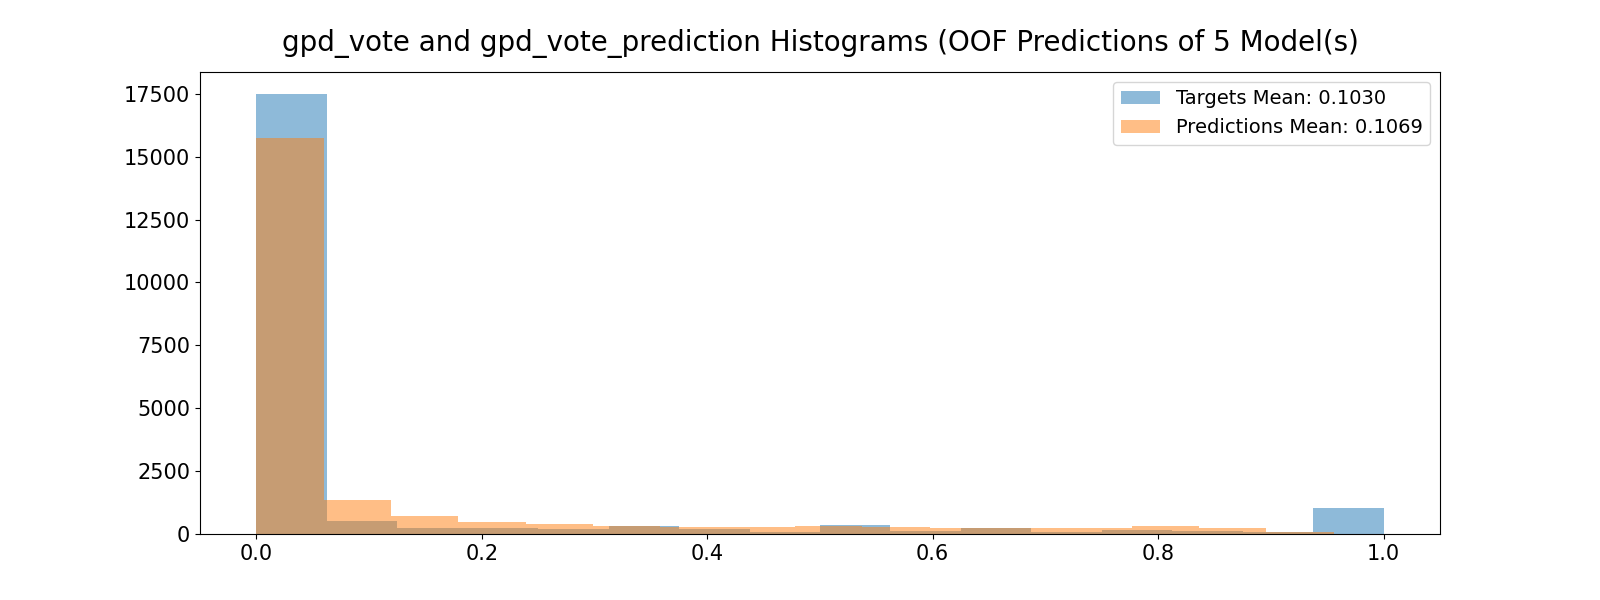 gpd_vote and gpd_vote_prediction Histograms (OOF Predictions of 5 Model(s)
Targets Mean: 0.1030
Predictions Mean: 0.1069
17500
15000
12500
10000
7500
5000
2500
0
0.0 0.2 0.4 0.6 0.8 1.0